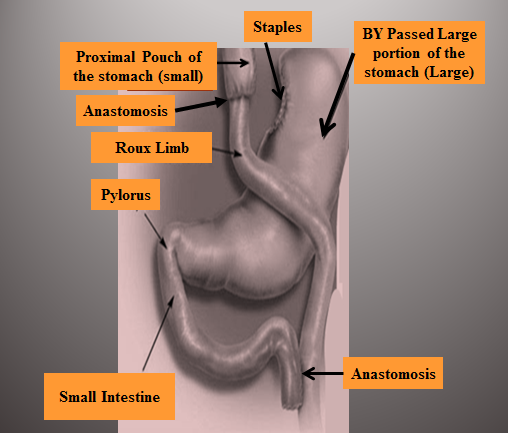 Staples
BY Passed Large
portion of the
stomach (Large)
Proximal Pouch of
the stomach (small)
Anastomosis
Roux Limb
Pylorus
Anastomosis
Small Intestine